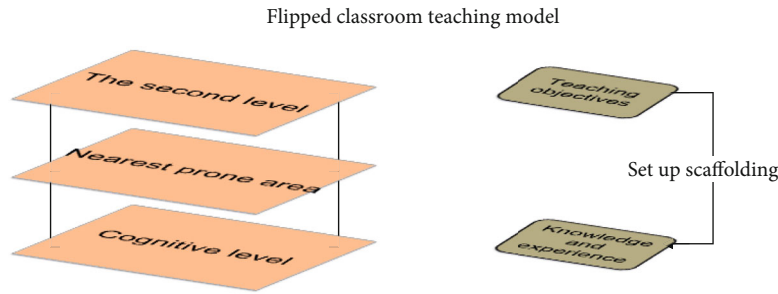 Flipped classroom teaching model
The second level
Nearest prone area
Cognitive level
Teaching
objectives
Set up scaffolding
Knowledge
and
experience